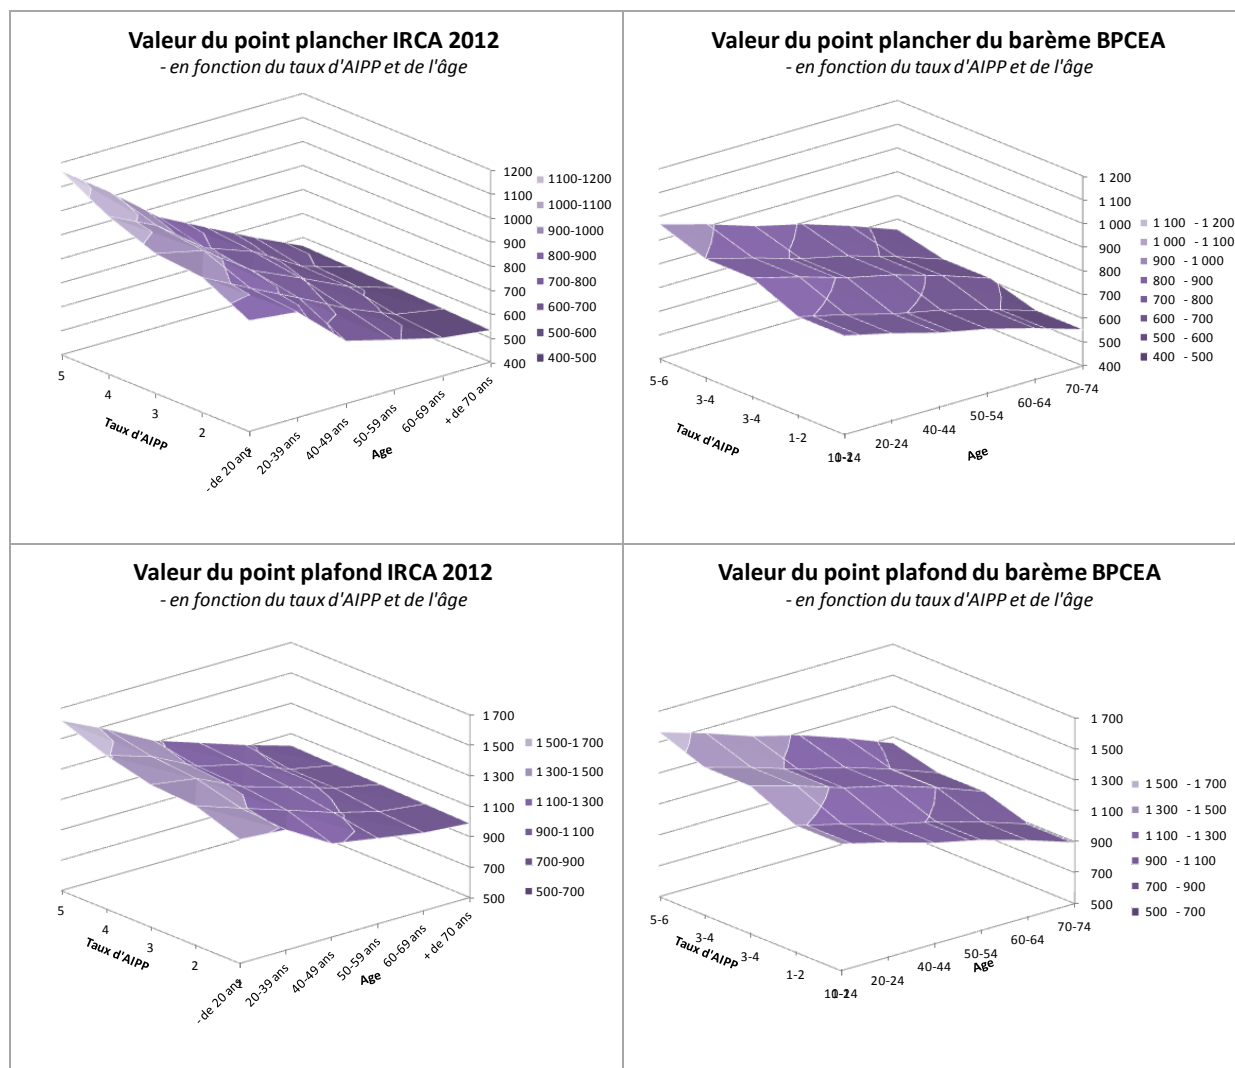 Valeur du point plancher IRCA 2012
- en fonction du taux d'AIPP et de l'âge
1200
1100
1000
900
800
700
600
500
400
1100-1200
1000-1100
900-1000
800-900
700-800
600-700
500-600
400-500
5
4
3
2
1
Taux d'AIPP
- de 20 ans
20-39 ans
40-49 ans
50-59 ans
60-69 ans
+ de 70 ans
Age
Valeur du point plancher du barème BPCEA
- en fonction du taux d'AIPP et de l'âge
1 200
1 100
1 000
900
800
700
600
500
400
1 100 - 1 200
1 000 - 1 100
900 - 1 000
800 - 900
700 - 800
600 - 700
500 - 600
400 - 500
5-6
3-4
3-4
1-2
1-2
Taux d'AIPP
20-24
40-44
50-54
60-64
70-74
Age
Valeur du point plafond IRCA 2012
- en fonction du taux d'AIPP et de l'âge
1 700
1 500
1 300
1 100
900
700
500
1 500-1 700
1 300-1 500
1 100-1 300
900-1 100
700-900
500-700
5
4
3
2
1
Taux d'AIPP
- de 20 ans
20-39 ans
40-49 ans
50-59 ans
60-69 ans
+ de 70 ans
Age
Valeur du point plafond du barème BPCEA
- en fonction du taux d'AIPP et de l'âge
1 700
1 500
1 300
1 100
900
700
500
1 500 - 1 700
1 300 - 1 500
1 100 - 1 300
900 - 1 100
700 - 900
500 - 700
5-6
3-4
3-4
1-2
1-2
Taux d'AIPP
20-24
40-44
50-54
60-64
70-74
Age